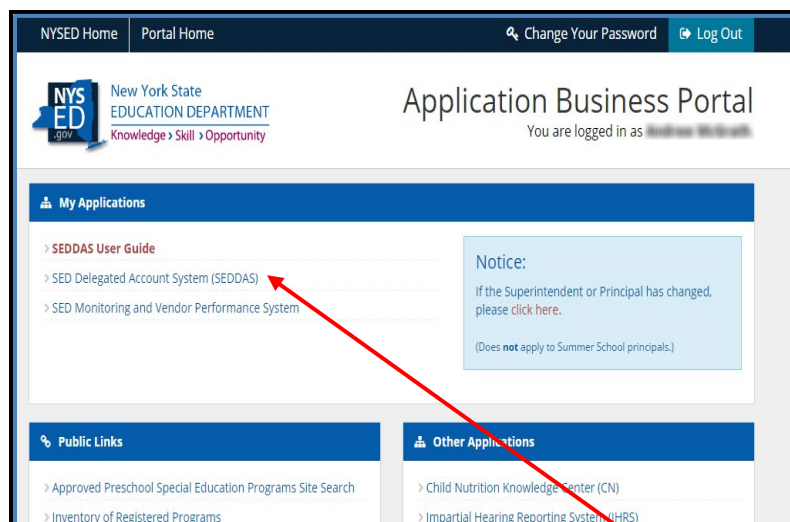 NYSED Home Portal Home Change Your Password Log Out
NYS
ED
.gov
New York State
EDUCATION DEPARTMENT
Knowledge › Skill › Opportunity
Application Business Portal
You are logged in as
My Applications
SEDDAS User Guide
SED Delegated Account System (SEDDAS)
SED Monitoring and Vendor Performance System
Notice:
If the Superintendent or Principal has changed,
please click here.
(Does not apply to Summer School principals.)
Public Links
Approved Preschool Special Education Programs Site Search
Inventory of Registered Programs
Other Applications
Child Nutrition Knowledge Center (CN)
Impartial Hearing Reporting System (IHRS)